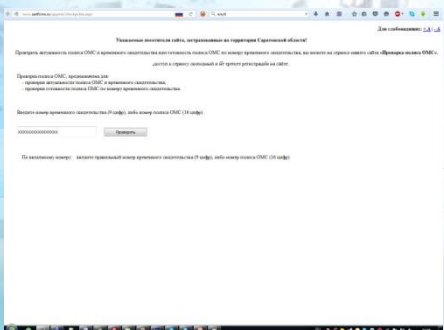 Для слабовидящих:
Уважаемые посетители сайта, застрахованные на территории Саратовской области!
Проверить актуальность полиса ОМС и временного свидетельства или готовность полиса ОМС по номеру временного свидетельства, вы можете на сервисе нашего сайта «Проверка полиса ОМС».
Доступ к сервису свободный и не требует регистрации на сайте.
Проверка полиса ОМС, предназначена для
- проверки актуальности полиса ОМС и временного свидетельства;
- проверки готовности полиса ОМС по номеру временного свидетельства.
Введите номер временного свидетельства (9 цифр), либо номер полиса ОМС (16 цифр):
Проверить
По введенному номеру: введите правильный номер временного свидетельства (9 цифр), либо номер полиса ОМС (16 цифр)